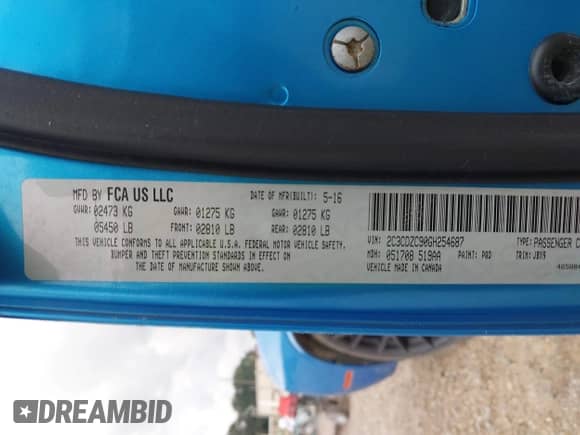 MFD BY FCA US LLC
DATE OF MFR(BUILT): 5-16
GVWR: 02473 KG GAWR: 01275 KG GAWR: 01275 KG
05450 LB FRONT: 02810 LB REAR: 02810 LB
THIS VEHICLE CONFORMS TO ALL APPLICABLE U.S.A. FEDERAL MOTOR
VEHICLE SAFETY,
BUMPER AND THEFT PREVENTION STANDARDS IN EFFECT ON
THE DATE OF MANUFACTURE SHOWN ABOVE.
VIN: 2C3CDZC90GH254687 TYPE: PASSENGER C
MDH: 051708 519AA PAINT: PQD TRIM: JDX9
MADE IN CANADA
DREAMBID